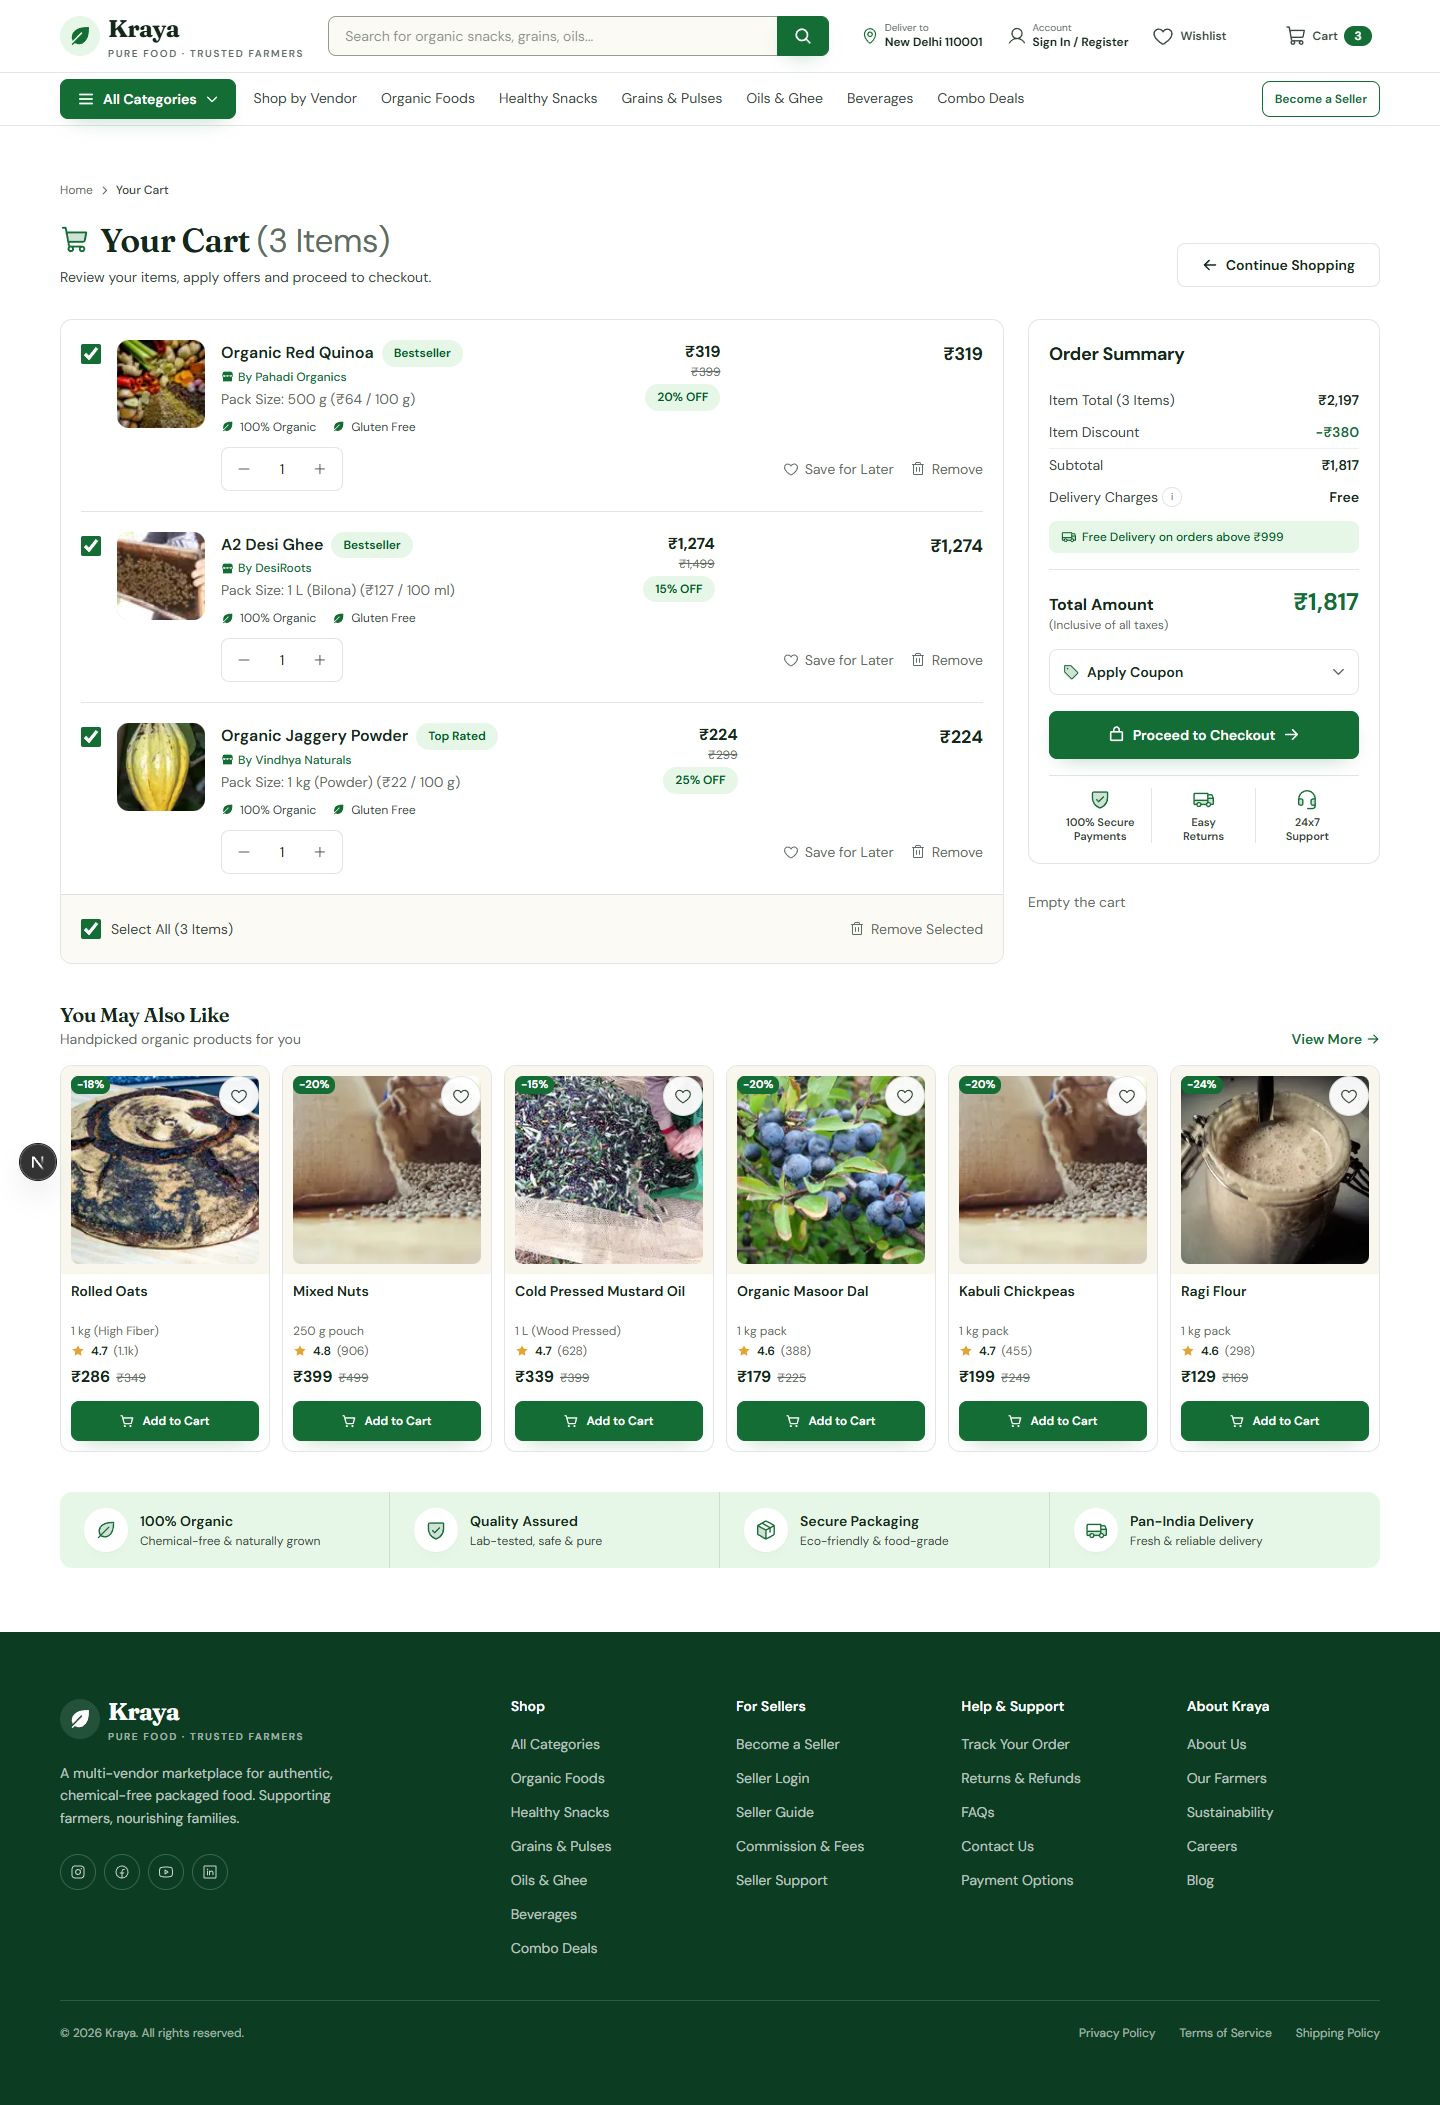 Kraya
PURE FOOD · TRUSTED FARMERS
Search for organic snacks, grains, oils...
Deliver to
New Delhi 110001
Account
Sign In / Register
Wishlist
Cart 3
All Categories
Shop by Vendor
Organic Foods
Healthy Snacks
Grains & Pulses
Oils & Ghee
Beverages
Combo Deals
Become a Seller
Home > Your Cart
Your Cart (3 Items)
Review your items, apply offers and proceed to checkout.
Continue Shopping
Organic Red Quinoa Bestseller
By Pahadi Organics
Pack Size: 500 g (₹64 / 100 g)
100% Organic Gluten Free
₹319
₹399
20% OFF
₹319
1
Save for Later Remove
A2 Desi Ghee Bestseller
By DesiRoots
Pack Size: 1 L (Bilona) (₹127 / 100 ml)
100% Organic Gluten Free
₹1,274
₹1,499
15% OFF
₹1,274
1
Save for Later Remove
Organic Jaggery Powder Top Rated
By Vindhya Naturals
Pack Size: 1 kg (Powder) (₹22 / 100 g)
100% Organic Gluten Free
₹224
₹299
25% OFF
₹224
1
Save for Later Remove
Select All (3 Items)
Remove Selected
Order Summary
Item Total (3 Items) ₹2,197
Item Discount -₹380
Subtotal ₹1,817
Delivery Charges i Free
Free Delivery on orders above ₹999
Total Amount ₹1,817
(Inclusive of all taxes)
Apply Coupon
Proceed to Checkout
100% Secure
Payments
Easy
Returns
24x7
Support
Empty the cart
You May Also Like
Handpicked organic products for you
View More
-18%
Rolled Oats
1 kg (High Fiber)
4.7 (1.1k)
₹286 ₹349
Add to Cart
-20%
Mixed Nuts
250 g pouch
4.8 (906)
₹399 ₹499
Add to Cart
-15%
Cold Pressed Mustard Oil
1 L (Wood Pressed)
4.7 (628)
₹339 ₹399
Add to Cart
-20%
Organic Masoor Dal
1 kg pack
4.6 (388)
₹179 ₹225
Add to Cart
-20%
Kabuli Chickpeas
1 kg pack
4.7 (455)
₹199 ₹249
Add to Cart
-24%
Ragi Flour
1 kg pack
4.6 (298)
₹129 ₹169
Add to Cart
N
100% Organic
Chemical-free & naturally grown
Quality Assured
Lab-tested, safe & pure
Secure Packaging
Eco-friendly & food-grade
Pan-India Delivery
Fresh & reliable delivery
Kraya
PURE FOOD · TRUSTED FARMERS
A multi-vendor marketplace for authentic,
chemical-free packaged food. Supporting
farmers, nourishing families.
Shop
All Categories
Organic Foods
Healthy Snacks
Grains & Pulses
Oils & Ghee
Beverages
Combo Deals
For Sellers
Become a Seller
Seller Login
Seller Guide
Commission & Fees
Seller Support
Help & Support
Track Your Order
Returns & Refunds
FAQs
Contact Us
Payment Options
About Kraya
About Us
Our Farmers
Sustainability
Careers
Blog
© 2026 Kraya. All rights reserved.
Privacy Policy
Terms of Service
Shipping Policy